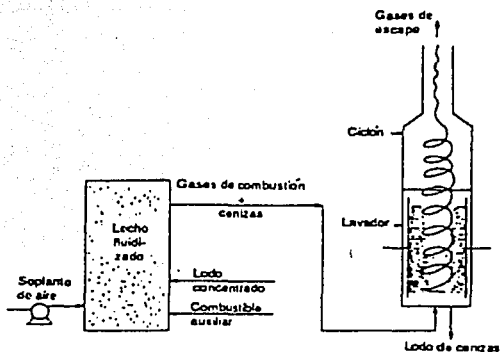 Gases de
escape
Ciclón
Gases de combustión
+
cenizas
Lecho
fluidi-
zado
Lavador
Soplante
de aire
Lodo
concentrado
Combustible
auxiliar
Lodo de cenizas